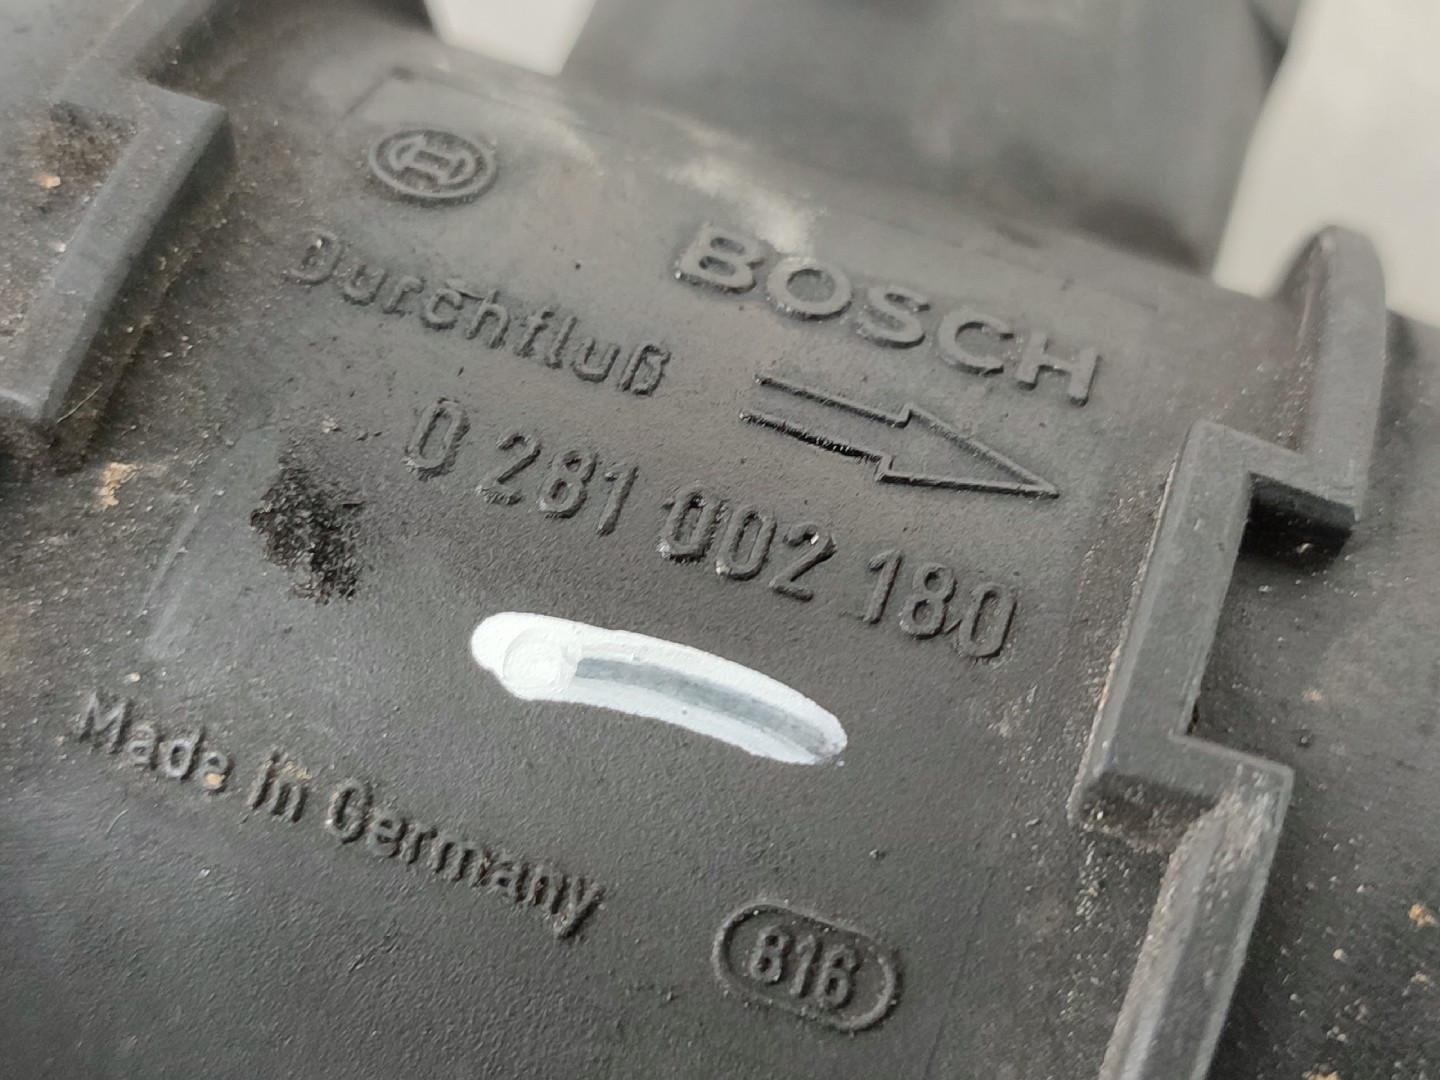 BOSCH
Durchfluß
0 281 002 180
Made in Germany
816